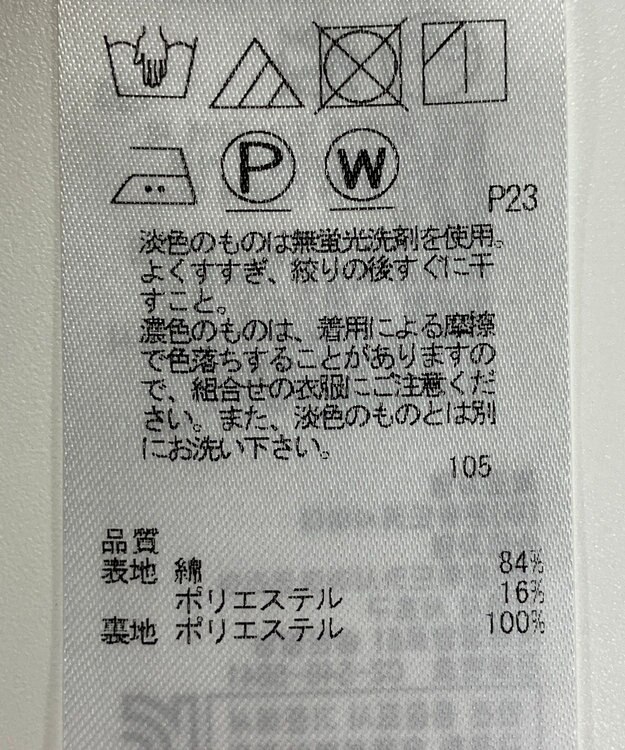 P W
P23
淡色のものは無蛍光洗剤を使用。
よくすすぎ、絞りの後すぐに干
すこと。
濃色のものは、着用による摩擦
で色落ちすることがありますの
で、組合せの衣服にご注意くだ
さい。また、淡色のものとは別
にお洗い下さい。
105
品質
表地 綿 84%
ポリエステル 16%
裏地 ポリエステル 100%